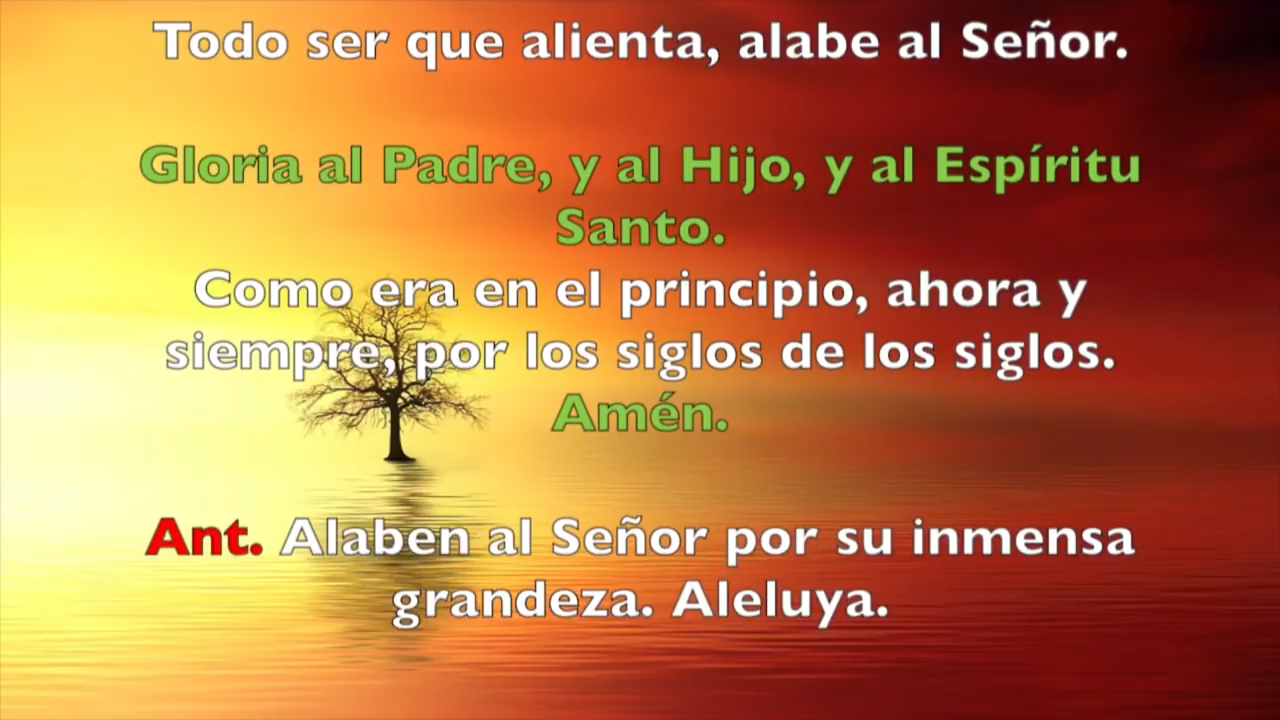 Todo ser que alienta, alabe al Señor.
Gloria al Padre, y al Hijo, y al Espíritu
Santo.
Como era en el principio, ahora y
siempre, por los siglos de los siglos.
Amén.
Ant. Alaben al Señor por su inmensa
grandeza. Aleluya.